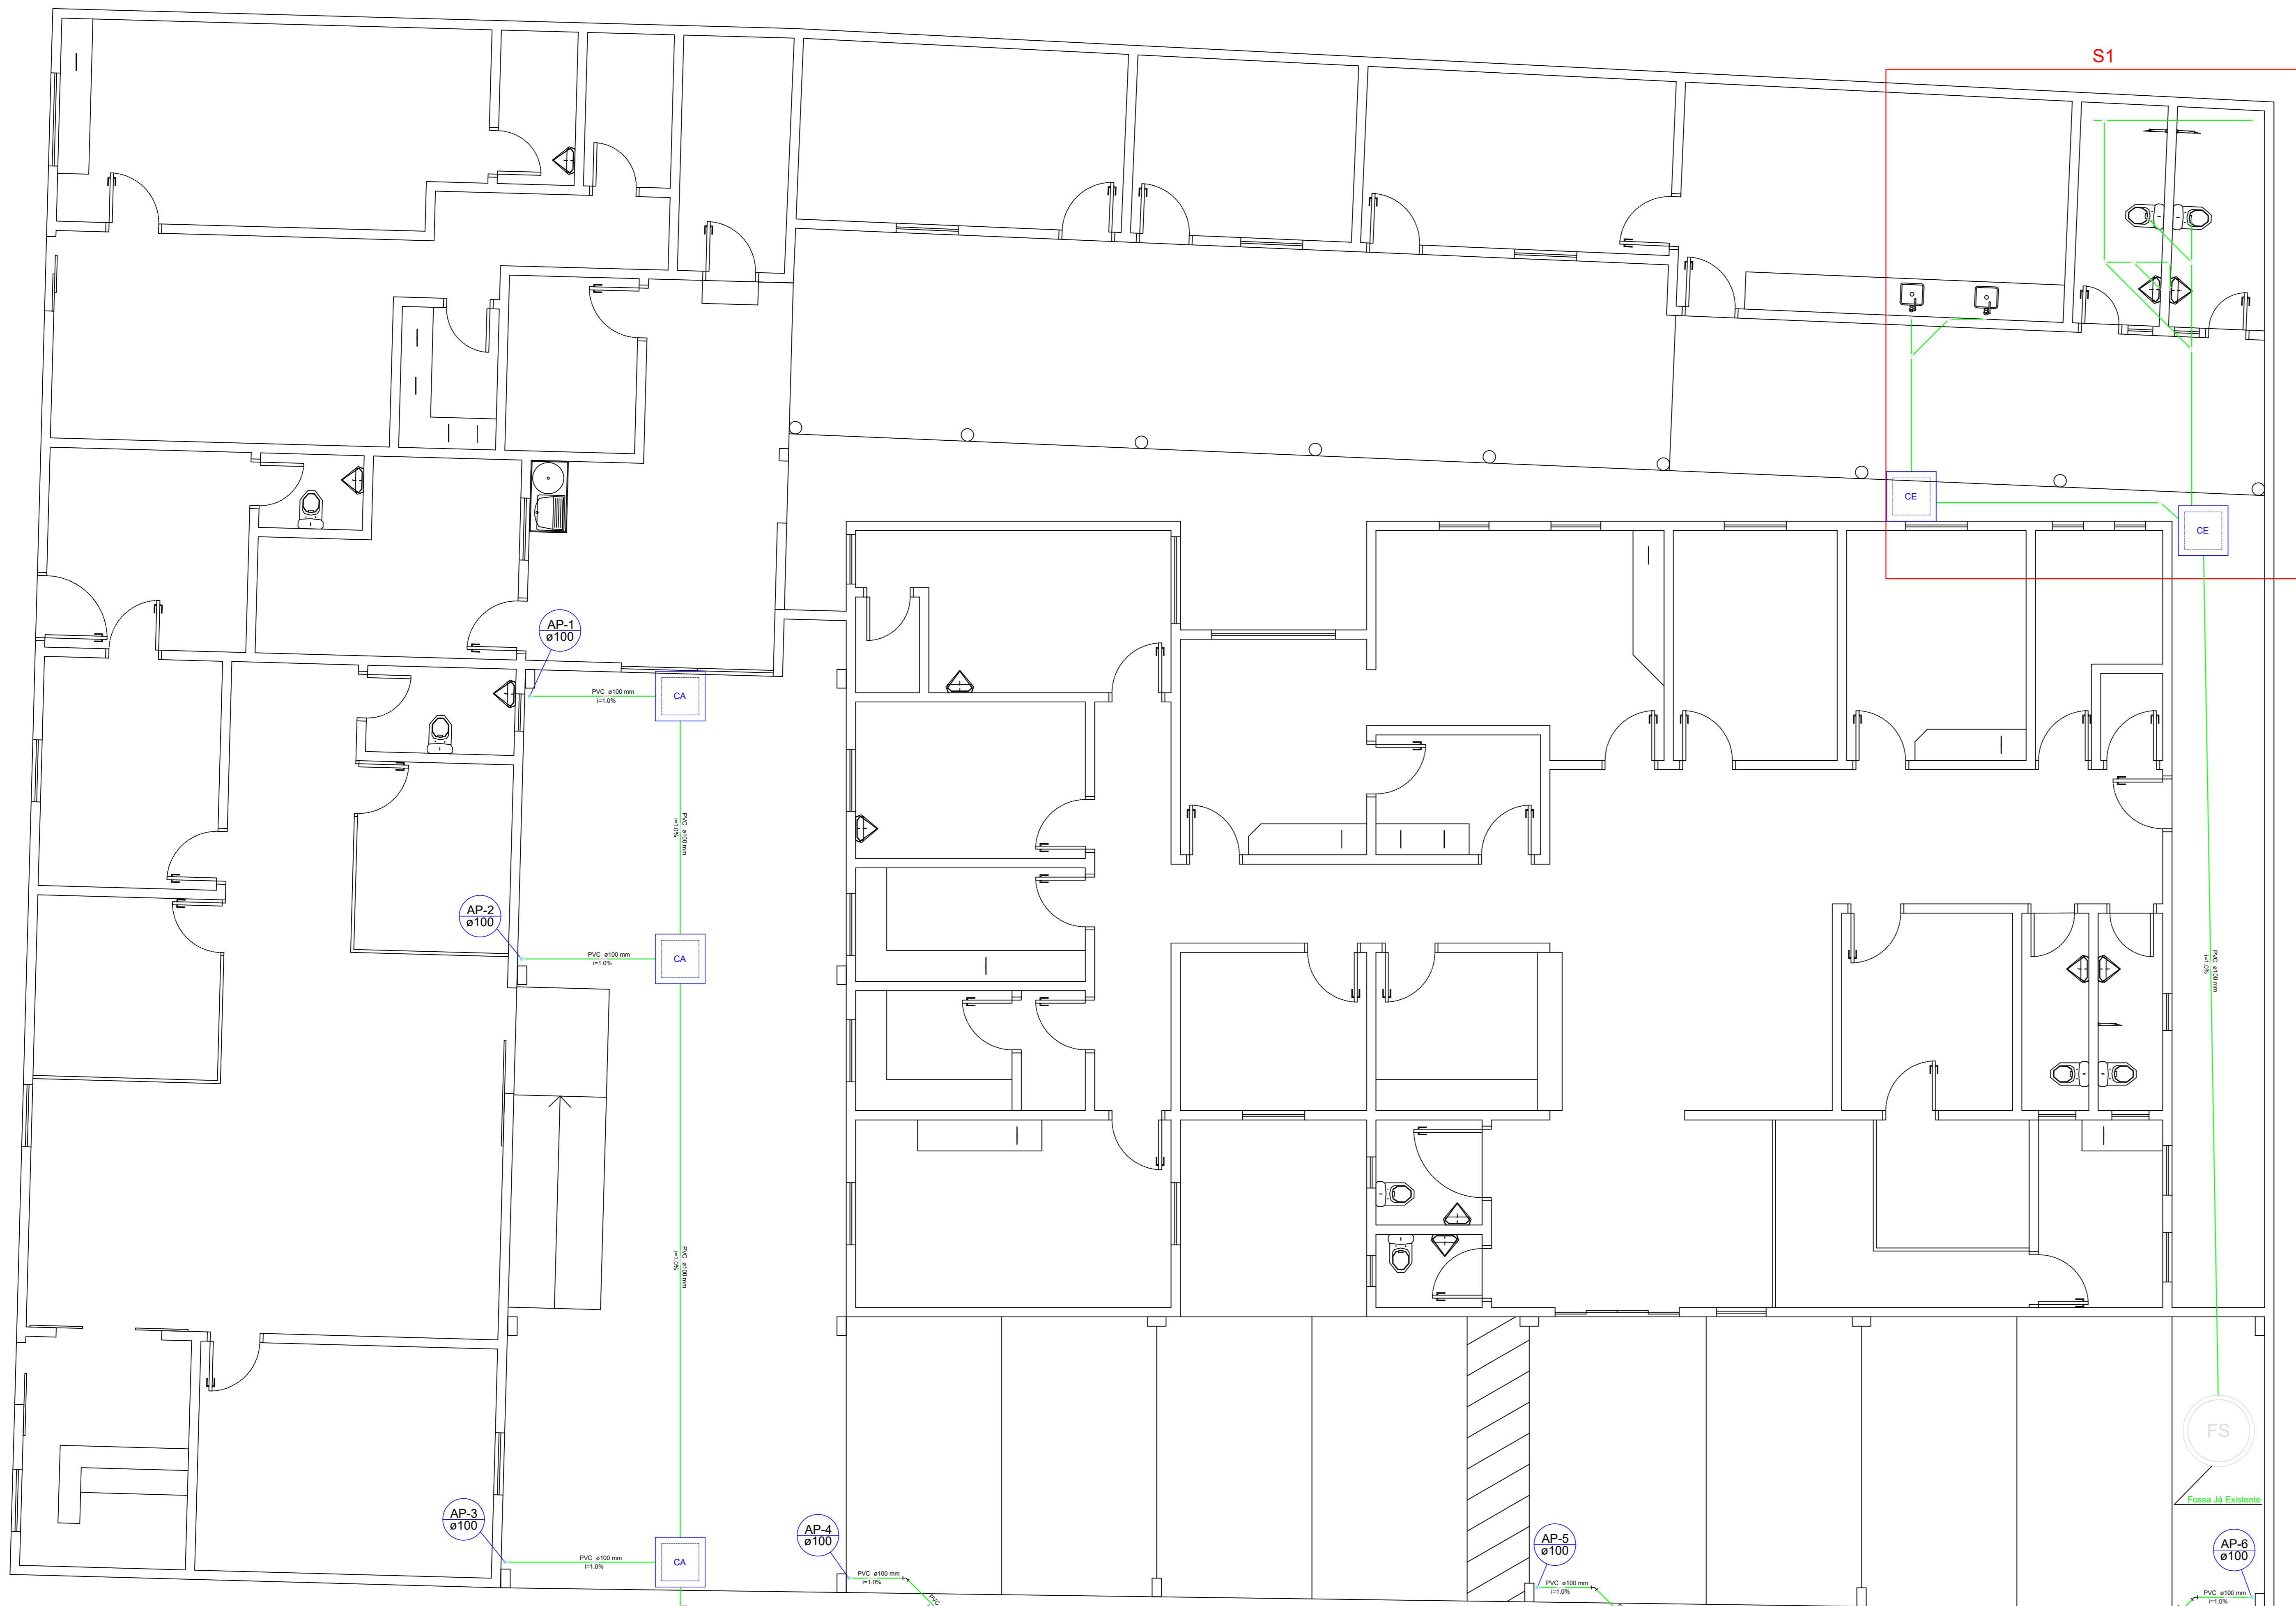 S1
CE
CE
AP-1
ø100
PVC ø100 mm
i=1.0%
CA
PVC ø100 mm
i=1.0%
AP-2
ø100
PVC ø100 mm
i=1.0%
CA
PVC ø100 mm
i=1.0%
PVC ø100 mm
i=1.0%
FS
Fossa Já Existente
AP-3
ø100
PVC ø100 mm
i=1.0%
CA
AP-4
ø100
PVC ø100 mm
i=1.0%
PVC
AP-5
ø100
PVC ø100 mm
i=1.0%
AP-6
ø100
PVC ø100 mm
i=1.0%